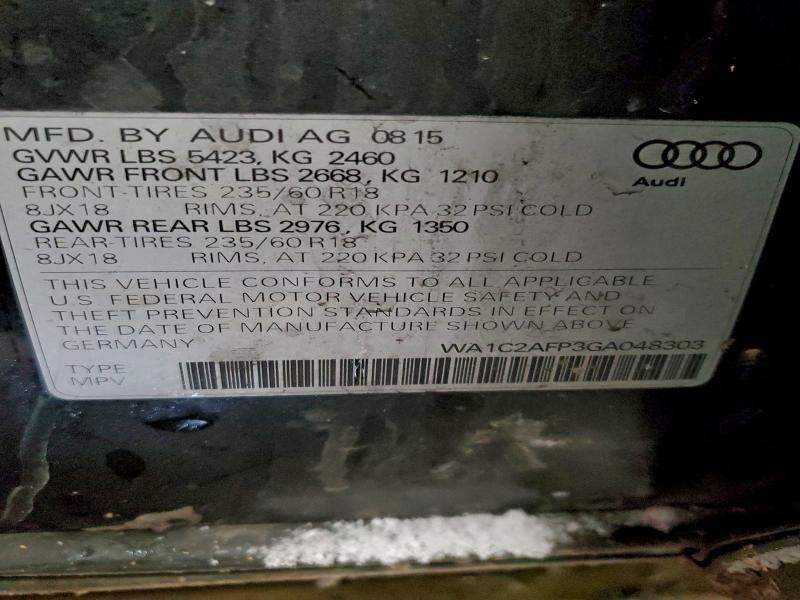 MFD. BY AUDI AG 08 15
GVWR LBS 5423, KG 2460
GAWR FRONT LBS 2668, KG 1210
FRONT-TIRES 235/60 R18
8JX18 RIMS, AT 220 KPA 32 PSI COLD
GAWR REAR LBS 2976, KG 1350
REAR-TIRES 235/60 R18
8JX18 RIMS, AT 220 KPA 32 PSI COLD
Audi
THIS VEHICLE CONFORMS TO ALL APPLICABLE
U.S. FEDERAL MOTOR VEHICLE SAFETY AND
THEFT PREVENTION STANDARDS IN EFFECT ON
THE DATE OF MANUFACTURE SHOWN ABOVE
GERMANY WA1C2AFP3GA048303
TYPE
MPV